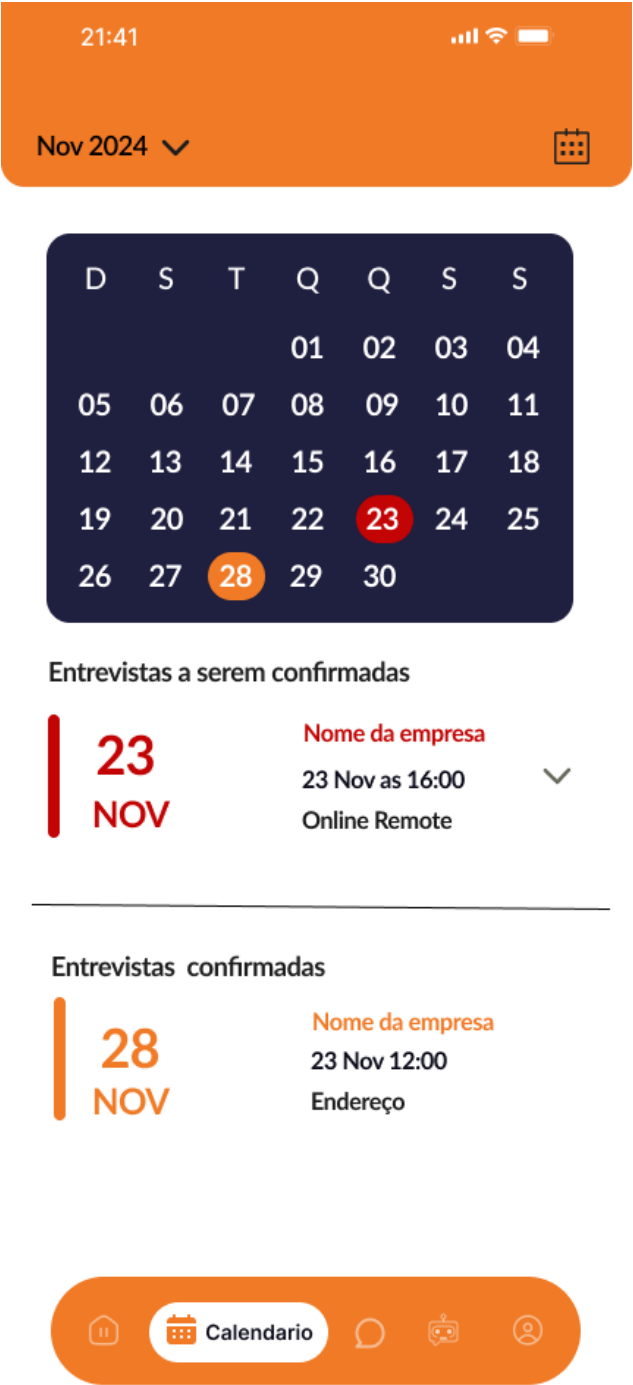 21:41
Nov 2024
D S T Q Q S S
01 02 03 04
05 06 07 08 09 10 11
12 13 14 15 16 17 18
19 20 21 22 23 24 25
26 27 28 29 30
Entrevistas a serem confirmadas
23
NOV
Nome da empresa
23 Nov as 16:00
Online Remote
Entrevistas confirmadas
28
NOV
Nome da empresa
23 Nov 12:00
Endereço
Calendario